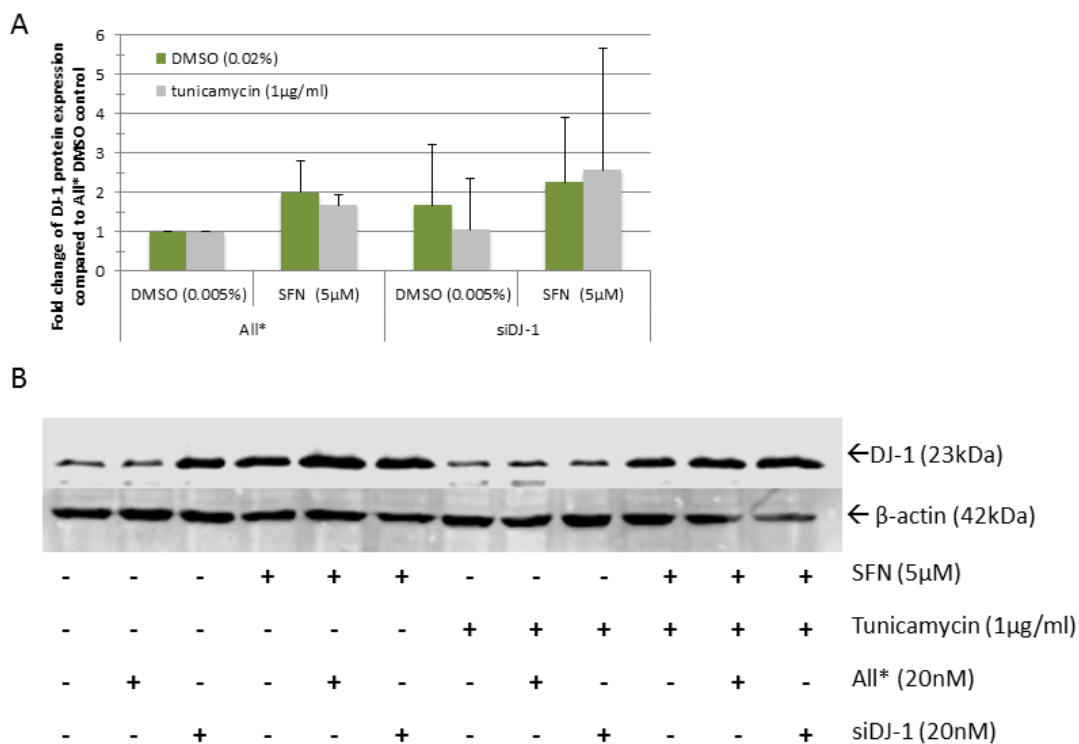 A
Fold change of DJ-1 protein expression
compared to All* DMSO control
6
5
4
3
2
1
0
DMSO (0.02%)
tunicamycin (1µg/ml)
DMSO (0.005%) SFN (5µM) DMSO (0.005%) SFN (5µM)
All* siDJ-1
B
←DJ-1 (23kDa)
← β-actin (42kDa)
- - - + + + - - - + + + SFN (5µM)
- - - - - - + + + + + + Tunicamycin (1µg/ml)
- + - - + - - + - - + - All* (20nM)
- - + - - + - - + - - + siDJ-1 (20nM)